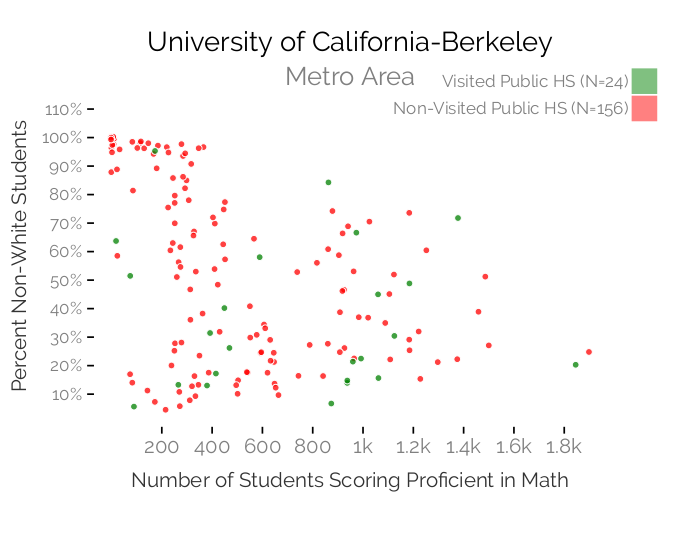 University of California-Berkeley
Metro Area
Visited Public HS (N=24)
Non-Visited Public HS (N=156)
Percent Non-White Students
110%
100%
90%
80%
70%
60%
50%
40%
30%
20%
10%
200 400 600 800 1k 1.2k 1.4k 1.6k 1.8k
Number of Students Scoring Proficient in Math